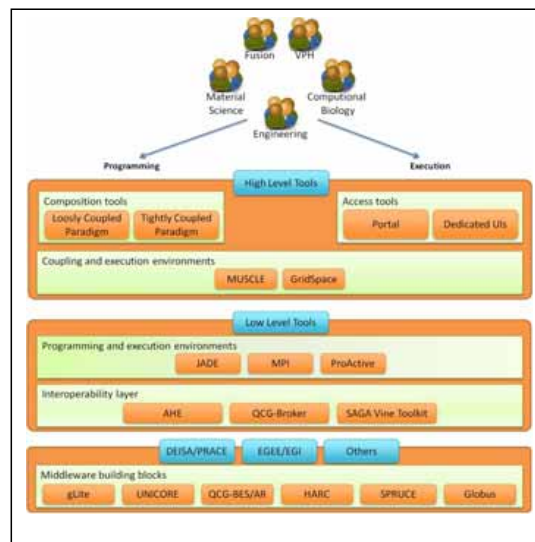 Fusion VPH
Material
Science
Computional
Biology
Engineering
Programming Execution
High Level Tools
Composition tools
Loosly Coupled
Paradigm
Tightly Coupled
Paradigm
Access tools
Portal Dedicated UIs
Coupling and execution environments
MUSCLE GridSpace
Low Level Tools
Programming and execution environments
JADE MPI ProActive
Interoperability layer
AHE QCG-Broker SAGA Vine Toolkit
DEISA/PRACE EGEE/EGI Others
Middleware building blocks
gLite UNICORE QCG-BES/AR HARC SPRUCE Globus